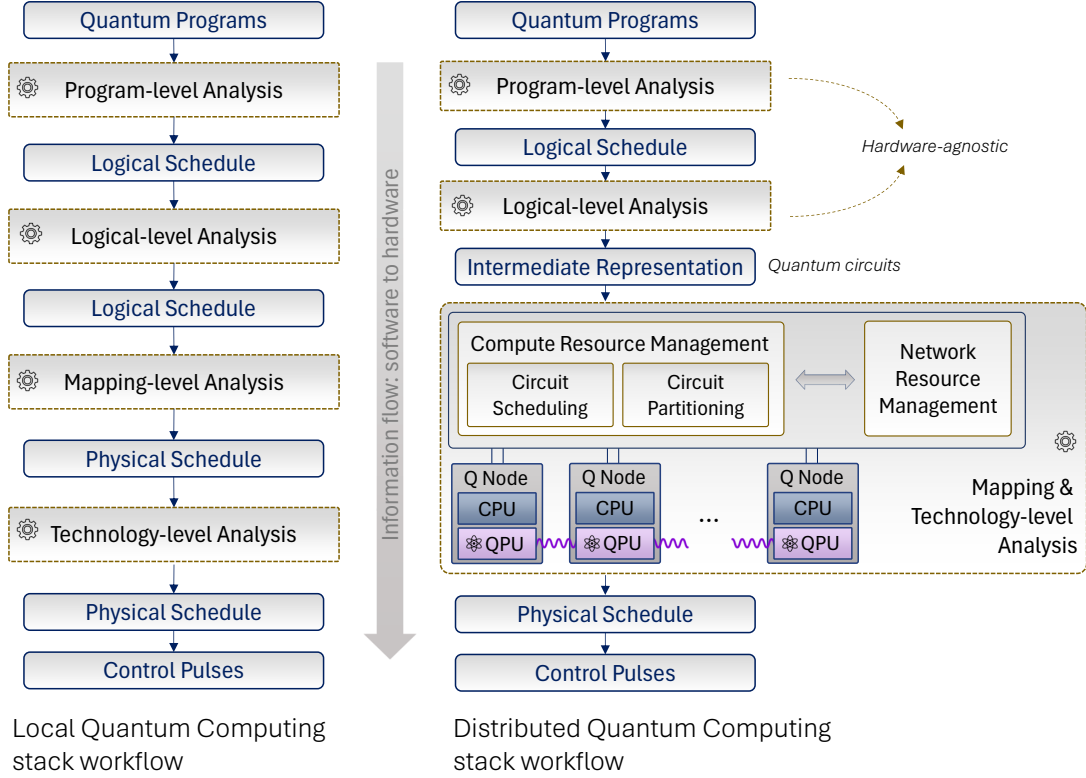 Quantum Programs
Program-level Analysis
Logical Schedule
Logical-level Analysis
Logical Schedule
Mapping-level Analysis
Physical Schedule
Technology-level Analysis
Physical Schedule
Control Pulses
Local Quantum Computing
stack workflow
Information flow: software to hardware
Quantum Programs
Program-level Analysis
Logical Schedule
Hardware-agnostic
Logical-level Analysis
Intermediate Representation
Quantum circuits
Compute Resource Management
Circuit
Scheduling
Circuit
Partitioning
Network
Resource
Management
Q Node
CPU
QPU
Q Node
CPU
QPU
...
Q Node
CPU
QPU
Mapping &
Technology-level
Analysis
Physical Schedule
Control Pulses
Distributed Quantum Computing
stack workflow